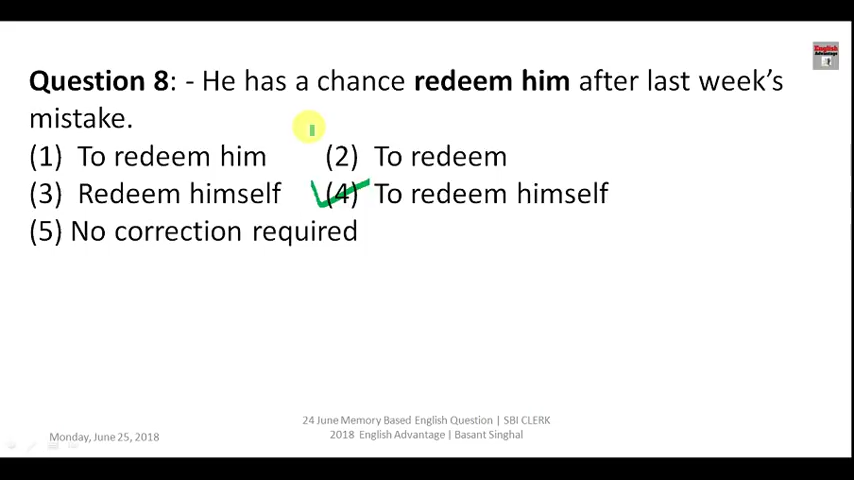 English
Advantage
Question 8: - He has a chance redeem him after last week's
mistake.
(1) To redeem him (2) To redeem
(3) Redeem himself (4) To redeem himself
(5) No correction required
24 June Memory Based English Question | SBI CLERK
Monday, June 25, 2018 2018 English Advantage | Basant Singhal